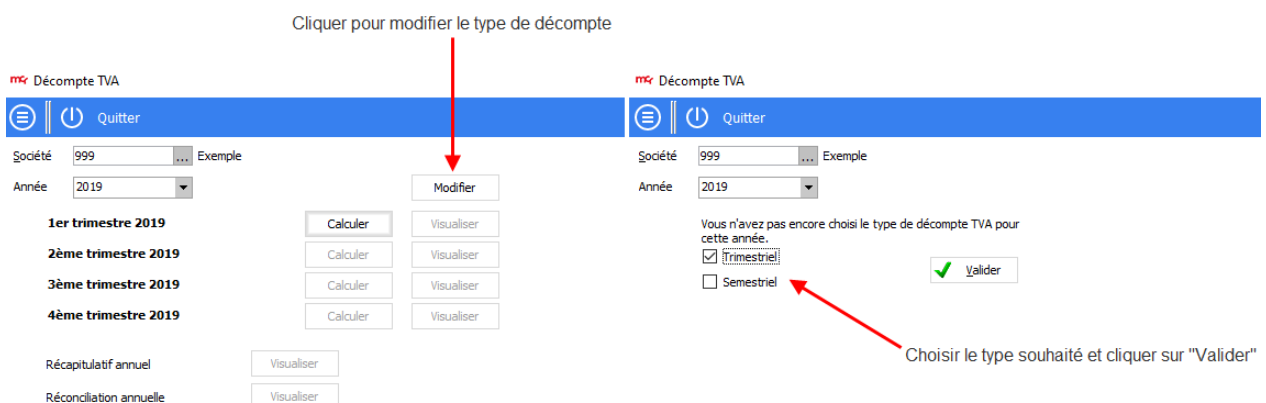 Cliquer pour modifier le type de décompte
mcr Décompte TVA
Quitter
Société 999 ... Exemple
Année 2019
Modifier
1er trimestre 2019 Calculer Visualiser
2ème trimestre 2019 Calculer Visualiser
3ème trimestre 2019 Calculer Visualiser
4ème trimestre 2019 Calculer Visualiser
Récapitulatif annuel Visualiser
Réconciliation annuelle Visualiser
mcr Décompte TVA
Quitter
Société 999 ... Exemple
Année 2019
Vous n'avez pas encore choisi le type de décompte TVA pour
cette année.
Trimestriel
Semestriel
Valider
Choisir le type souhaité et cliquer sur "Valider"